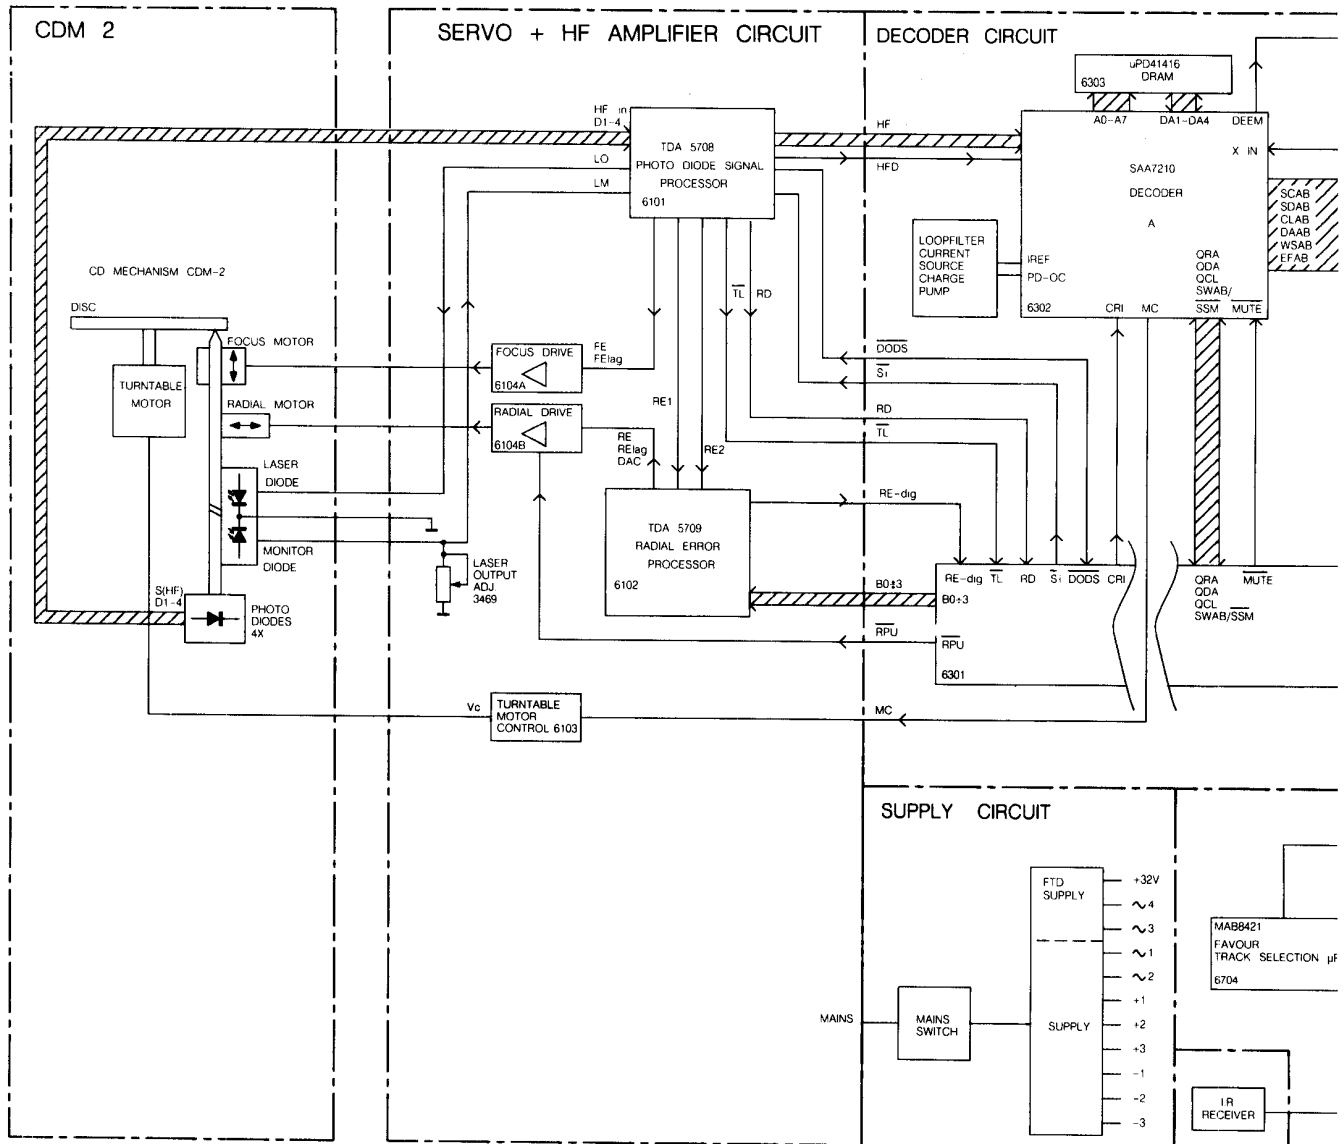 CDM 2
SERVO + HF AMPLIFIER CIRCUIT
DECODER CIRCUIT
uPD41416
DRAM
6303
A0-A7
DA1-DA4
DEEM
X IN
SAA7210
DECODER
A
HF in
D1-4
LO
LM
TDA 5708
PHOTO DIODE SIGNAL
PROCESSOR
6101
HF
HFD
SCAB
SDAB
CLAB
DAAB
WSAB
EFAB
LOOPFILTER
CURRENT
SOURCE
CHARGE
PUMP
IREF
PD-OC
6302
QRA
QDA
QCL
SWAB/
SSM
MUTE
CRI
MC
CD MECHANISM CDM-2
DISC
FOCUS MOTOR
TURNTABLE
MOTOR
RADIAL MOTOR
LASER
DIODE
MONITOR
DIODE
S(HF)
D1-4
PHOTO
DIODES
4X
FOCUS DRIVE
6104A
FE
FElag
RADIAL DRIVE
6104B
RE
RElag
DAC
RE1
RE2
TL
RD
DODS
Si
RD
TL
RE-dig
TDA 5709
RADIAL ERROR
PROCESSOR
6102
LASER
OUTPUT
ADJ.
3469
B0÷3
RPU
RE-dig
TL
RD
Si
DODS
CRI
B0÷3
RPU
6301
QRA
QDA
QCL
SWAB/SSM
MUTE
Vc
TURNTABLE
MOTOR
CONTROL 6103
MC
SUPPLY CIRCUIT
FTD
SUPPLY
+32V
~4
~3
~1
~2
+1
+2
+3
-1
-2
-3
SUPPLY
MAINS
MAINS
SWITCH
MAB8421
FAVOUR
TRACK SELECTION
6704
IR
RECEIVER